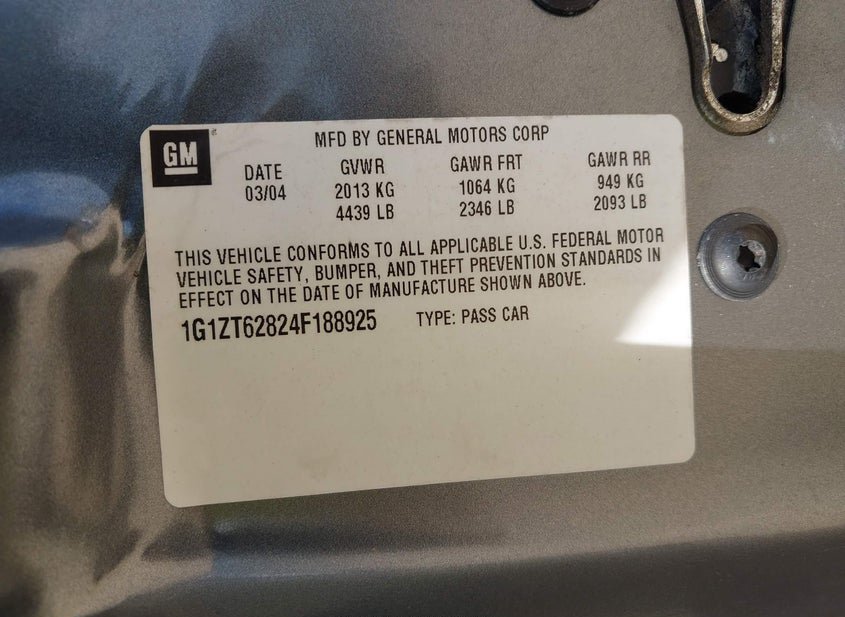 GM
MFD BY GENERAL MOTORS CORP
DATE GVWR GAWR FRT GAWR RR
03/04 2013 KG 1064 KG 949 KG
4439 LB 2346 LB 2093 LB
THIS VEHICLE CONFORMS TO ALL APPLICABLE U.S. FEDERAL MOTOR
VEHICLE SAFETY, BUMPER, AND THEFT PREVENTION STANDARDS IN
EFFECT ON THE DATE OF MANUFACTURE SHOWN ABOVE.
1G1ZT62824F188925 TYPE: PASS CAR